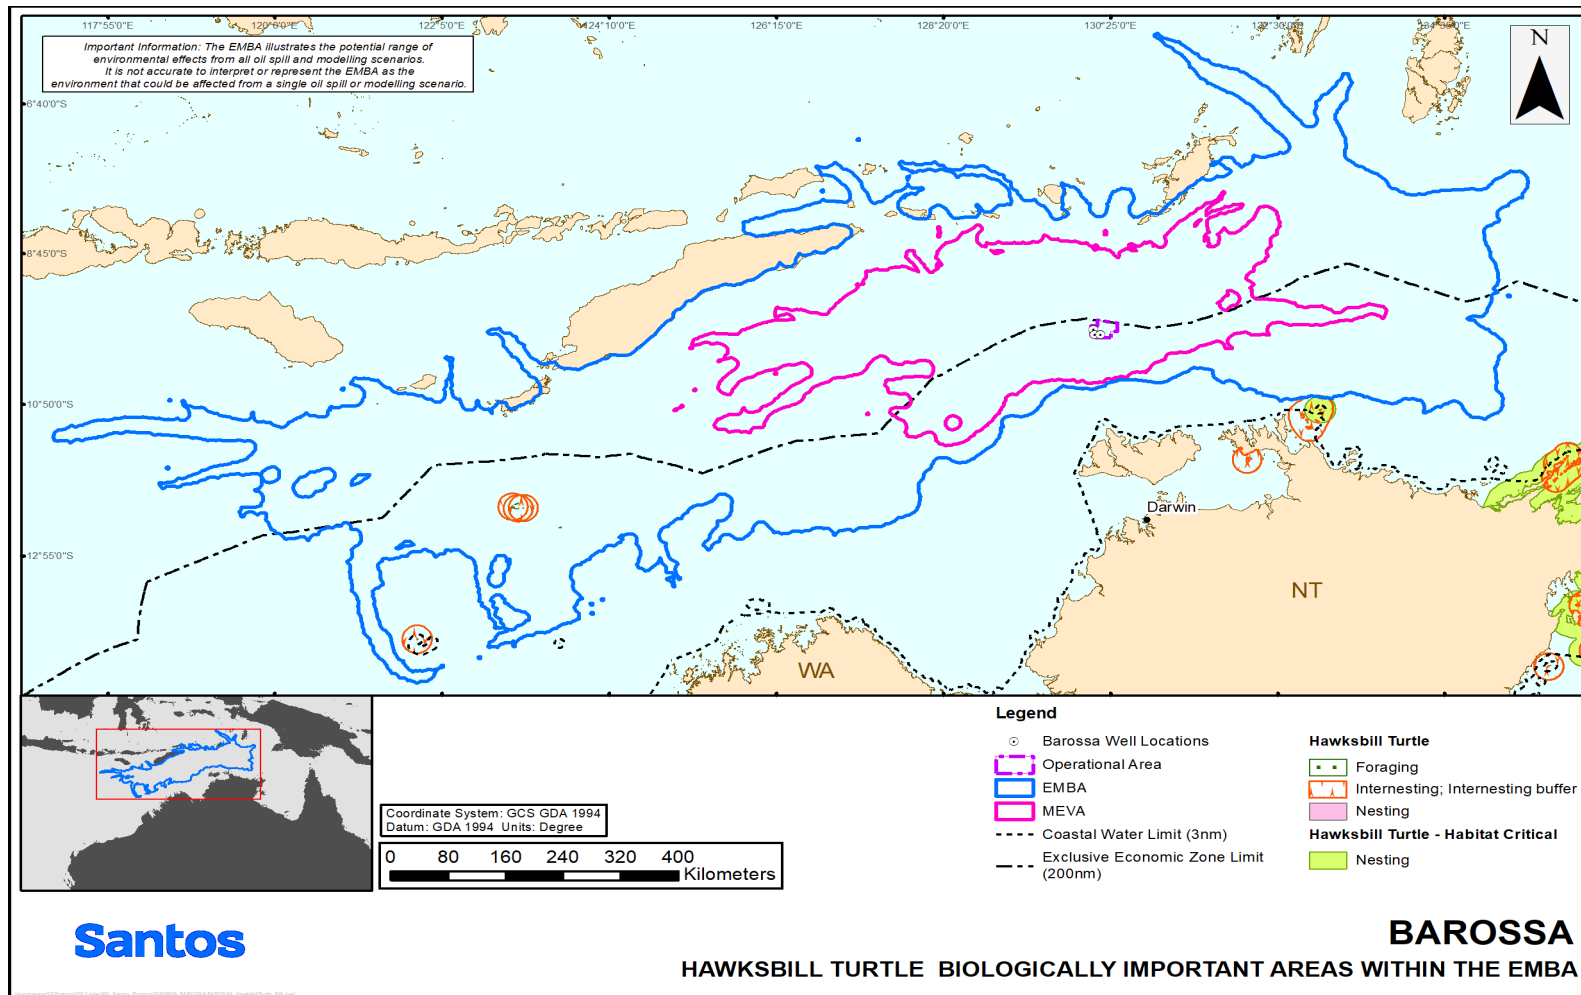 117°55'0"E 120°0'0"E 122°5'0"E 124°10'0"E 126°15'0"E 128°20'0"E 130°25'0"E 132°30'0"E 134°35'0"E
Important Information: The EMBA illustrates the potential range of
environmental effects from all oil spill and modelling scenarios.
It is not accurate to interpret or represent the EMBA as the
environment that could be affected from a single oil spill or modelling scenario.
N
6°40'0"S
8°45'0"S
10°50'0"S
12°55'0"S
Darwin
NT
WA
Legend
Barossa Well Locations
Operational Area
EMBA
MEVA
Coastal Water Limit (3nm)
Exclusive Economic Zone Limit
(200nm)
Hawksbill Turtle
Foraging
Internesting; Internesting buffer
Nesting
Hawksbill Turtle - Habitat Critical
Nesting
Coordinate System: GCS GDA 1994
Datum: GDA 1994 Units: Degree
0 80 160 240 320 400
Kilometers
Santos
BAROSSA
HAWKSBILL TURTLE BIOLOGICALLY IMPORTANT AREAS WITHIN THE EMBA